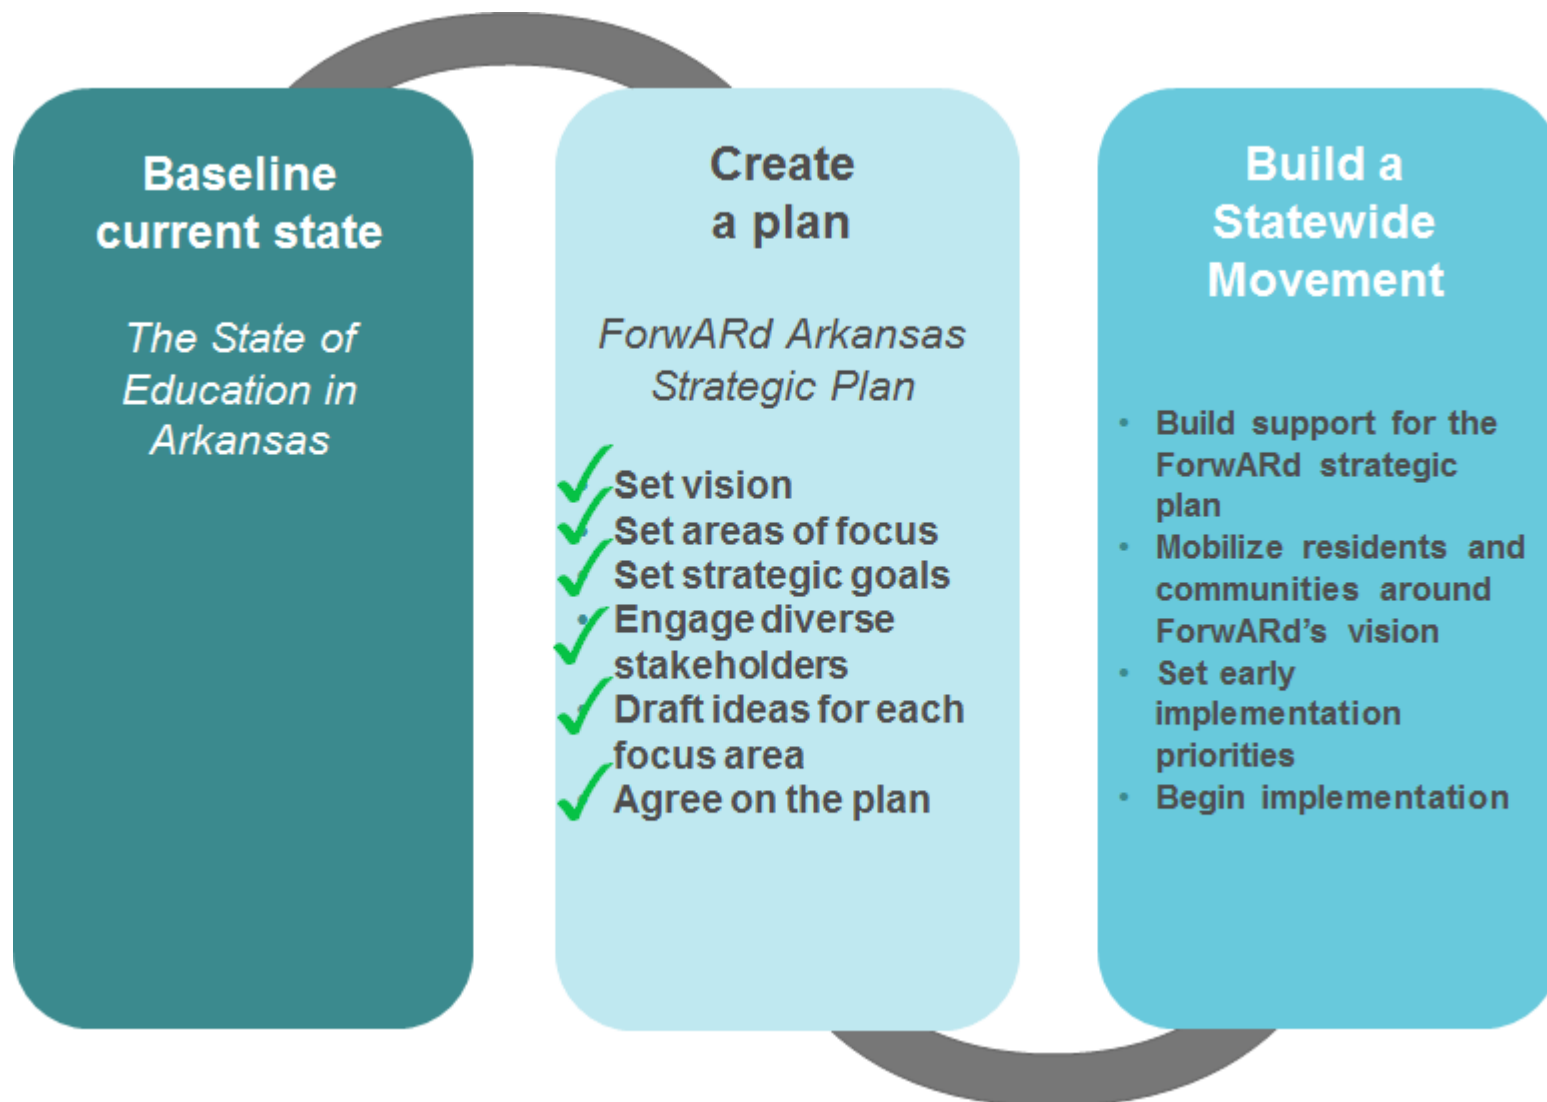 Baseline
current state
The State of
Education in
Arkansas
Create
a plan
ForwARd Arkansas
Strategic Plan
Set vision
• Set areas of focus
Set strategic goals
• Engage diverse
stakeholders
• Draft ideas for each
focus area
Agree on the plan
Build a
Statewide
Movement
• Build support for the
ForwARd strategic
plan
• Mobilize residents and
communities around
ForwARd’s vision
• Set early
implementation
priorities
• Begin implementation